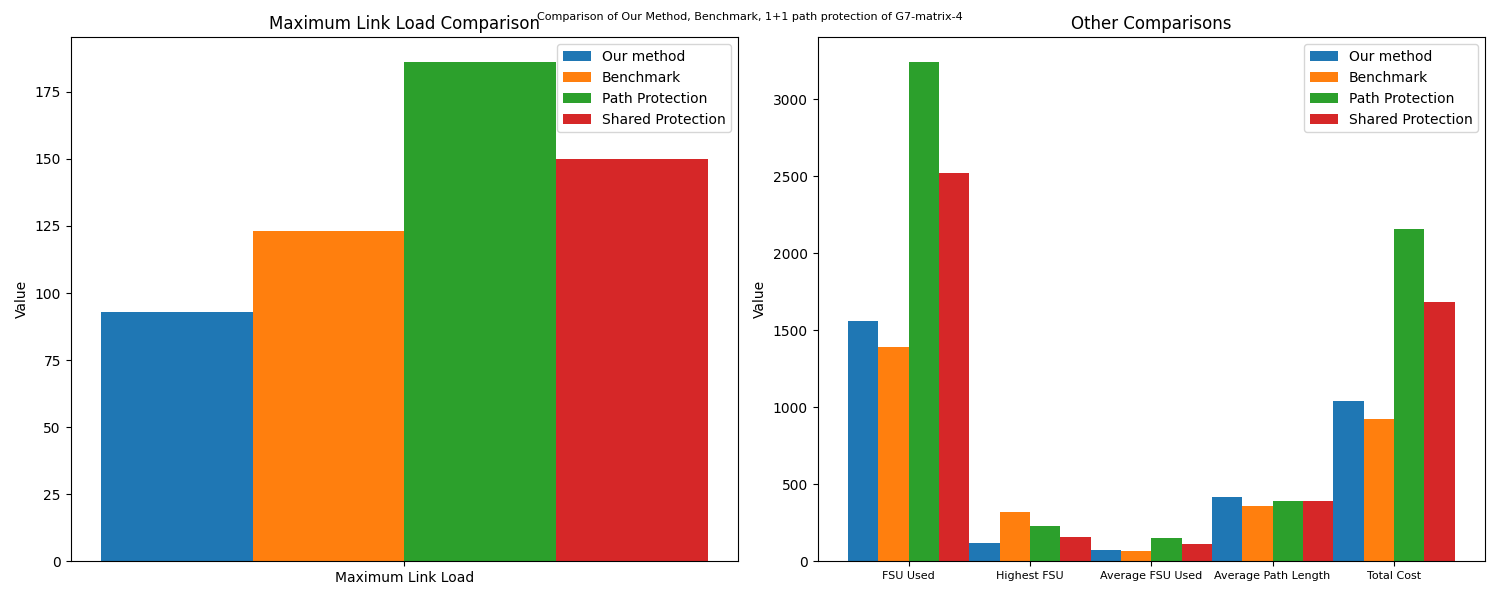 Comparison of Our Method, Benchmark, 1+1 path protection of G7-matrix-4
Maximum Link Load Comparison
Value
175
150
125
100
75
50
25
0
Maximum Link Load
Our method
Benchmark
Path Protection
Shared Protection
Other Comparisons
Value
3000
2500
2000
1500
1000
500
0
FSU Used
Highest FSU
Average FSU Used
Average Path Length
Total Cost
Our method
Benchmark
Path Protection
Shared Protection